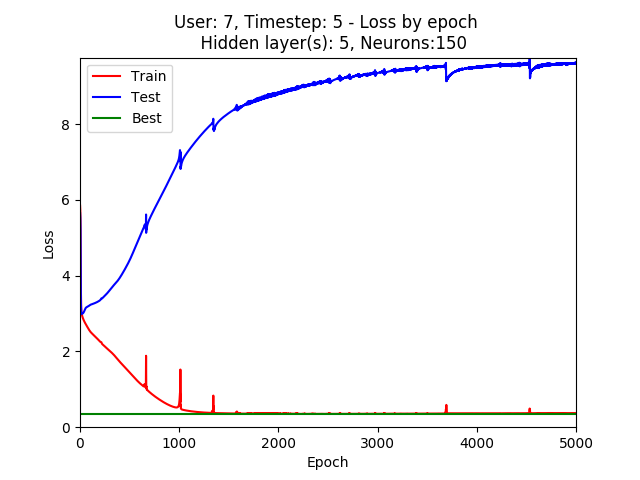 User: 7, Timestep: 5 - Loss by epoch
Hidden layer(s): 5, Neurons:150
Train
Test
Best
8
6
4
2
0
Loss
0
1000
2000
3000
4000
5000
Epoch